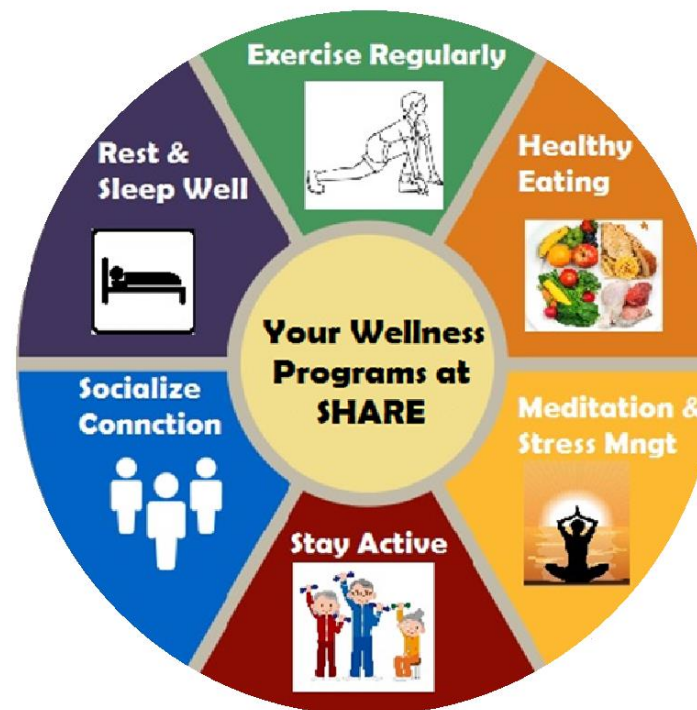 Exercise Regularly
Healthy
Eating
Meditation &
Stress Mngt
Stay Active
Socialize
Connction
Rest &
Sleep Well
Your Wellness
Programs at
SHARE